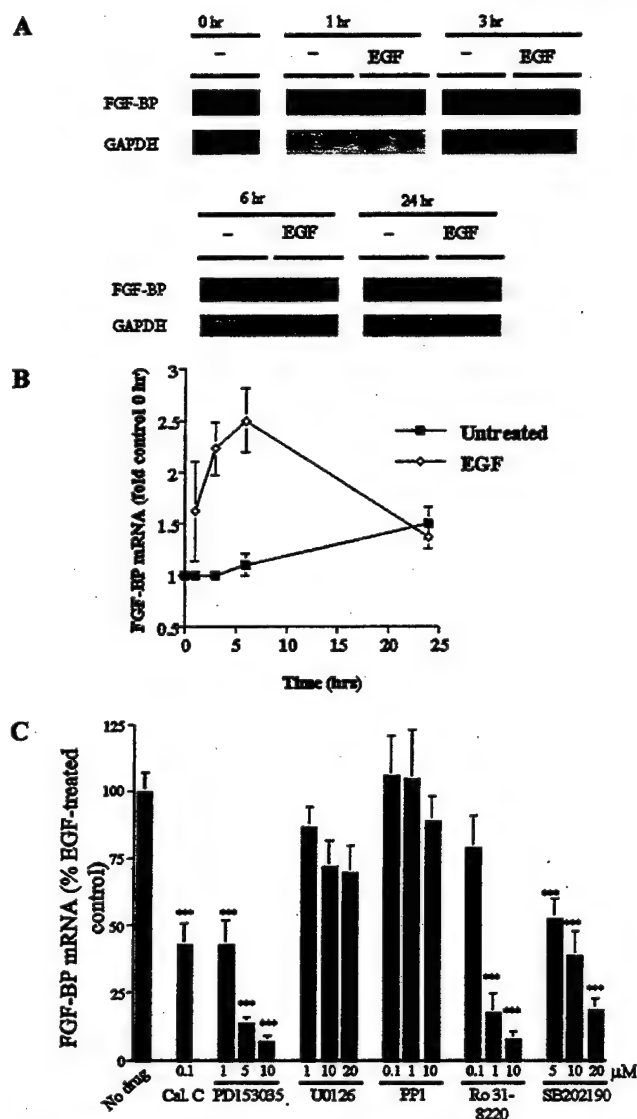 A
0 hr 1 hr 3 hr
– – EGF – EGF
FGF-BP
GAPDH
6 hr 24 hr
– EGF – EGF
FGF-BP
GAPDH
B
FGF-BP mRNA (fold control 0 hr)
3
2.5
2
1.5
1
0.5
0 5 10 15 20 25
Time (hrs)
Untreated
EGF
C
FGF-BP mRNA (% EGF-treated
control)
125
100
75
50
25
0
*** *** *** *** *** *** *** *** ***
0.1 1 5 10 1 10 20 0.1 1 10 0.1 1 10 5 10 20 μM
No drug Cal. C PD153035 U0126 PP1 Ro 31- SB202190
8220